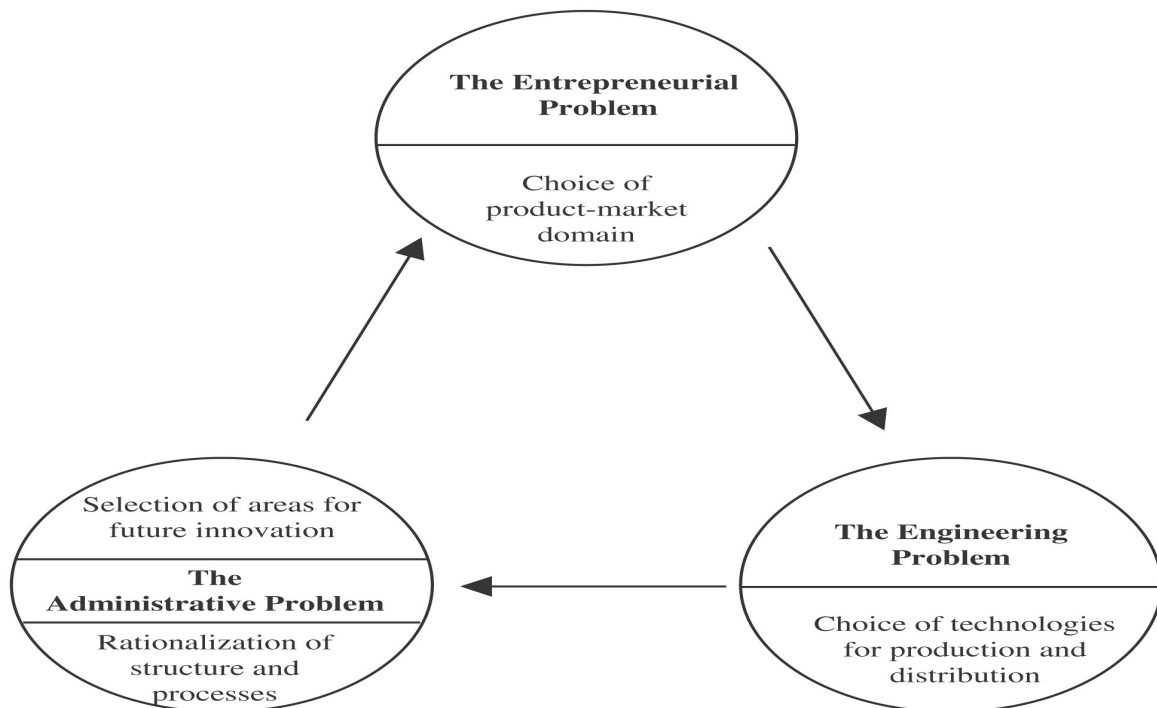 The Entrepreneurial
Problem
Choice of
product-market
domain
Selection of areas for
future innovation
The
Administrative Problem
Rationalization of
structure and
processes
The Engineering
Problem
Choice of technologies
for production and
distribution